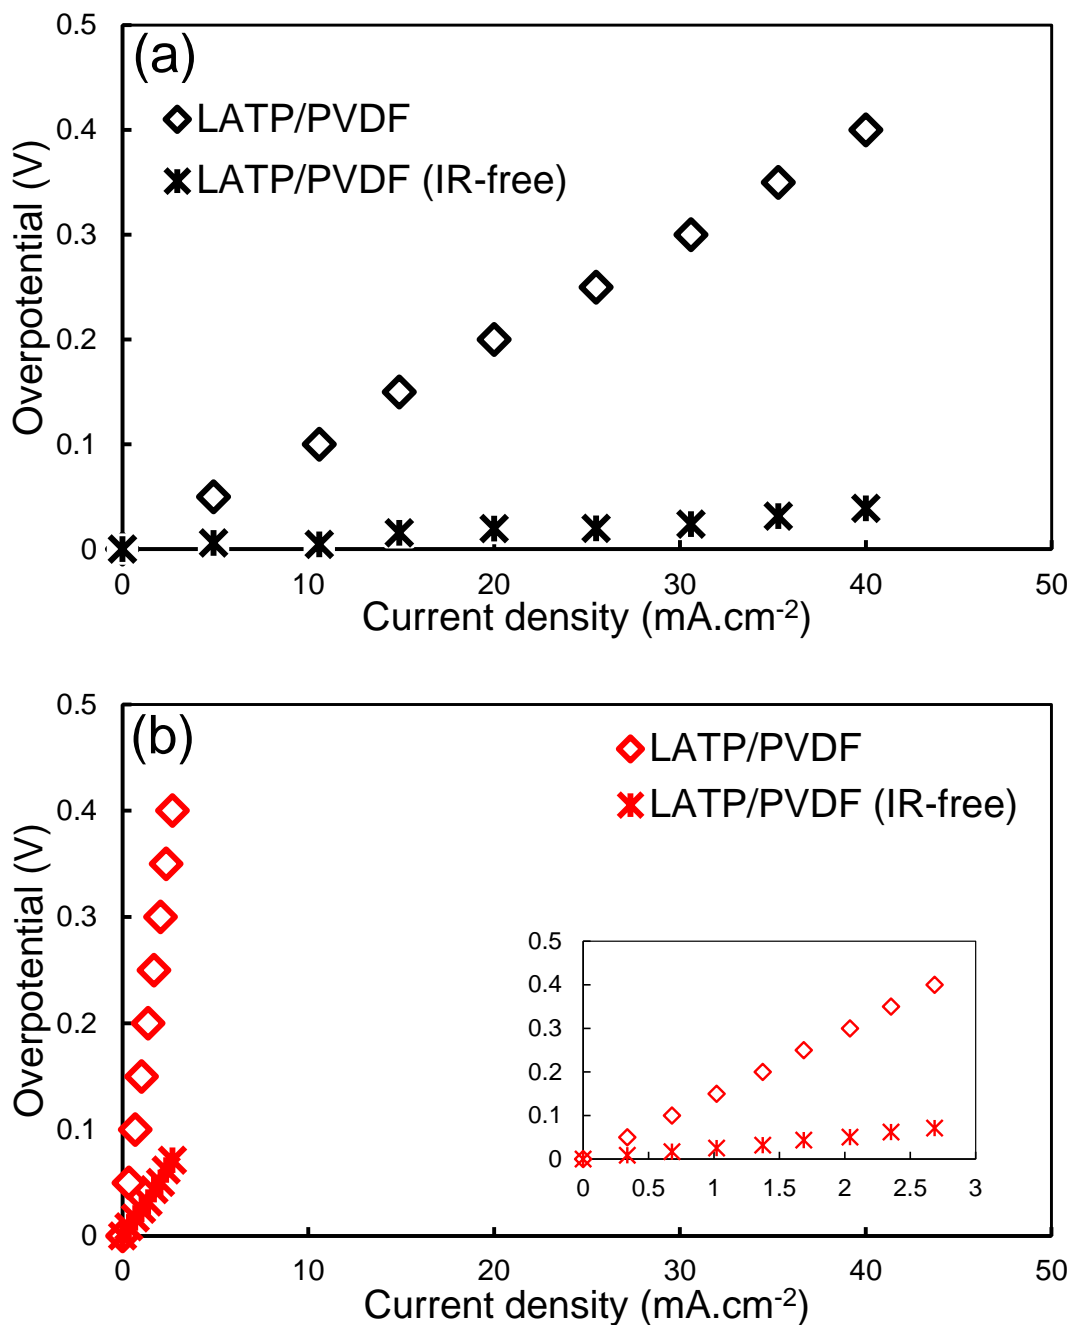 (a)
LATP/PVDF
LATP/PVDF (IR-free)
Overpotential (V)
0.5
0.4
0.3
0.2
0.1
0
0 10 20 30 40 50
Current density (mA.cm-2)
(b)
LATP/PVDF
LATP/PVDF (IR-free)
Overpotential (V)
0.5
0.4
0.3
0.2
0.1
0
0.5
0.4
0.3
0.2
0.1
0
0 0.5 1 1.5 2 2.5 3
0 10 20 30 40 50
Current density (mA.cm-2)